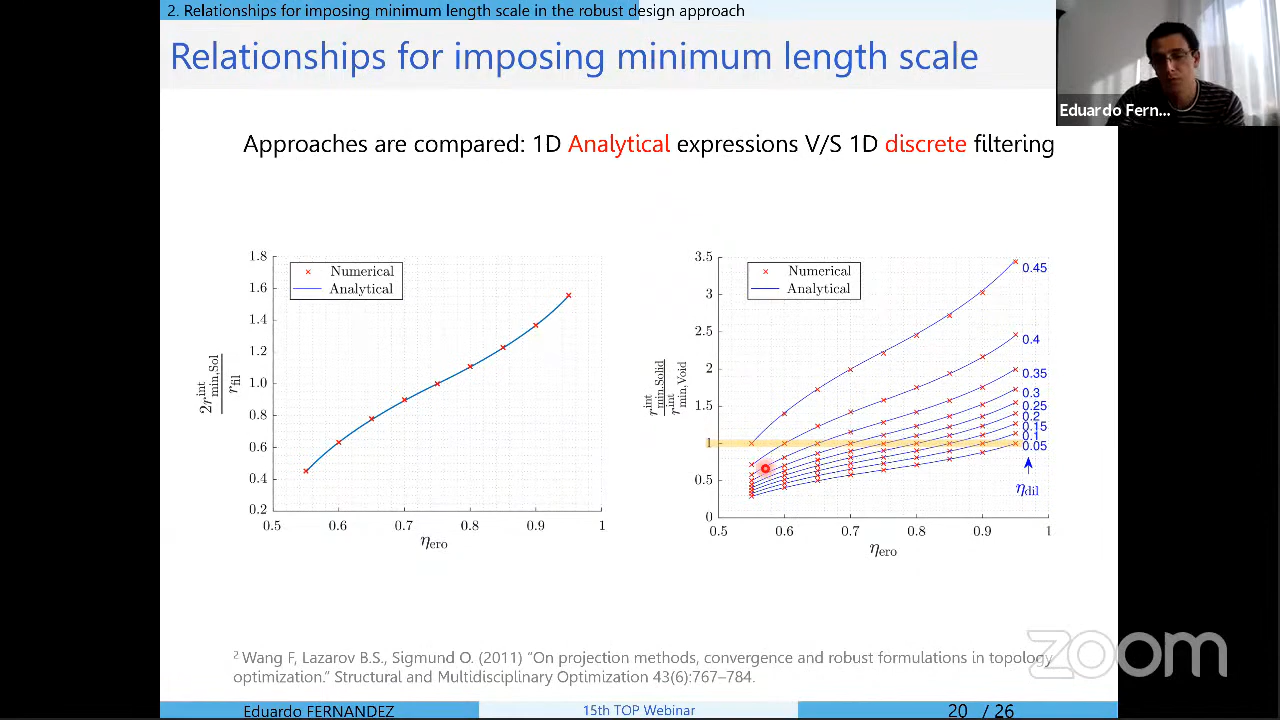 2. Relationships for imposing minimum length scale in the robust design approach
Relationships for imposing minimum length scale
Eduardo Fern...
Approaches are compared: 1D Analytical expressions V/S 1D discrete filtering
1.8
1.6
1.4
1.2
1.0
0.8
0.6
0.4
0.2
Numerical
Analytical
2r^int_min,Sol
r_fil
0.5 0.6 0.7 0.8 0.9 1
η_ero
3.5
3
2.5
2
1.5
1
0.5
0
Numerical
Analytical
r^int_min,Solid
r^int_min,Void
0.45
0.4
0.35
0.3
0.25
0.2
0.15
0.1
0.05
η_dil
0.5 0.6 0.7 0.8 0.9 1
η_ero
zoom
2 Wang F, Lazarov B.S., Sigmund O. (2011) “On projection methods, convergence and robust formulations in topology
optimization.” Structural and Multidisciplinary Optimization 43(6):767–784.
Eduardo FERNANDEZ 15th TOP Webinar 20 / 26